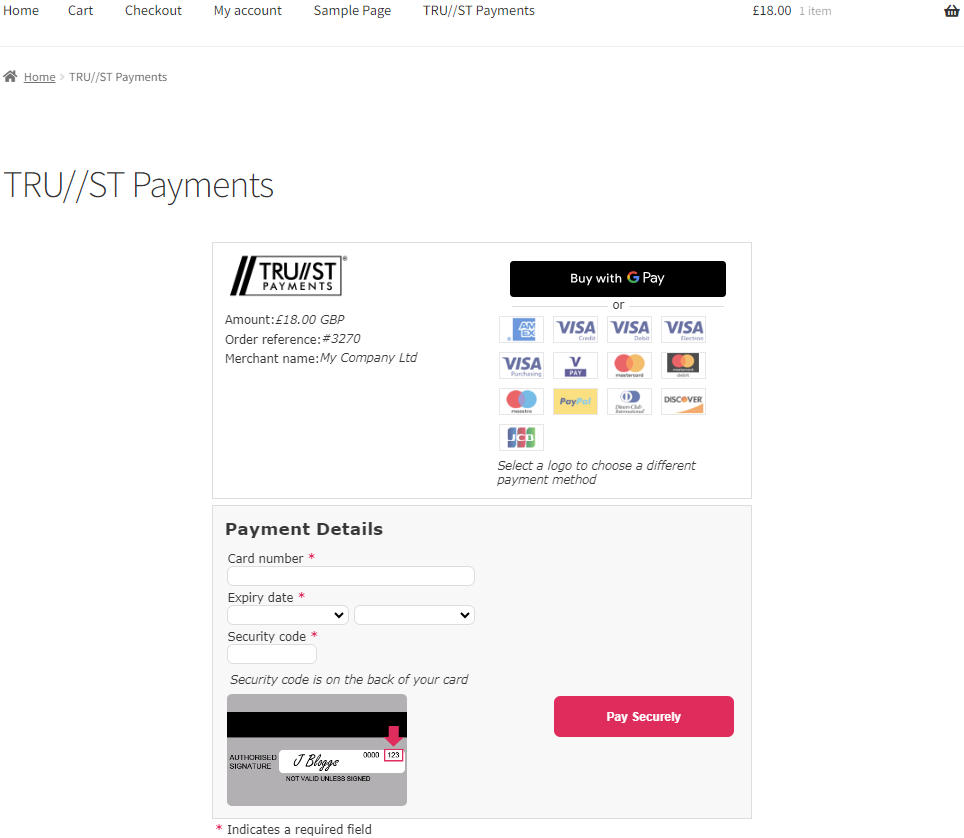 Home Cart Checkout My account Sample Page TRU//ST Payments £18.00 1 item
Home > TRU//ST Payments
TRU//ST Payments
TRU//ST®
PAYMENTS
Amount:£18.00 GBP
Order reference:#3270
Merchant name:My Company Ltd
Buy with G Pay
or
AM EX VISA Credit VISA Debit VISA Electron
VISA Purchasing V PAY mastercard mastercard debit
maestro PayPal Diners Club International DISCOVER
JCB
Select a logo to choose a different
payment method
Payment Details
Card number *
Expiry date *
Security code *
Security code is on the back of your card
0000 123
AUTHORISED
SIGNATURE
J Bloggs
NOT VALID UNLESS SIGNED
Pay Securely
* Indicates a required field